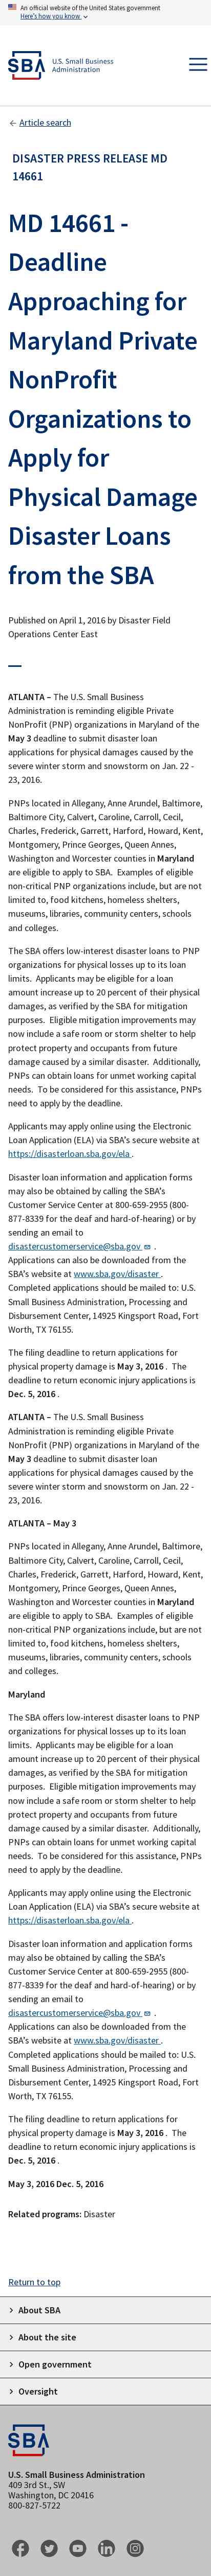 An official website of the United States government
Here's how you know
SBA
U.S. Small Business
Administration
Article search
DISASTER PRESS RELEASE MD
14661
MD 14661 -
Deadline
Approaching for
Maryland Private
NonProfit
Organizations to
Apply for
Physical Damage
Disaster Loans
from the SBA
Published on April 1, 2016 by Disaster Field
Operations Center East
ATLANTA – The U.S. Small Business
Administration is reminding eligible Private
NonProfit (PNP) organizations in Maryland of the
May 3 deadline to submit disaster loan
applications for physical damages caused by the
severe winter storm and snowstorm on Jan. 22 -
23, 2016.
PNPs located in Allegany, Anne Arundel, Baltimore,
Baltimore City, Calvert, Caroline, Carroll, Cecil,
Charles, Frederick, Garrett, Harford, Howard, Kent,
Montgomery, Prince Georges, Queen Annes,
Washington and Worcester counties in Maryland
are eligible to apply to SBA.  Examples of eligible
non-critical PNP organizations include, but are not
limited to, food kitchens, homeless shelters,
museums, libraries, community centers, schools
and colleges.
The SBA offers low-interest disaster loans to PNP
organizations for physical losses up to its loan
limits.  Applicants may be eligible for a loan
amount increase up to 20 percent of their physical
damages, as verified by the SBA for mitigation
purposes.  Eligible mitigation improvements may
now include a safe room or storm shelter to help
protect property and occupants from future
damage caused by a similar disaster.  Additionally,
PNPs can obtain loans for unmet working capital
needs.  To be considered for this assistance, PNPs
need to apply by the deadline.
Applicants may apply online using the Electronic
Loan Application (ELA) via SBA's secure website at
https://disasterloan.sba.gov/ela .
Disaster loan information and application forms
may also be obtained by calling the SBA's
Customer Service Center at 800-659-2955 (800-
877-8339 for the deaf and hard-of-hearing) or by
sending an email to
disastercustomerservice@sba.gov .
Applications can also be downloaded from the
SBA's website at www.sba.gov/disaster .
Completed applications should be mailed to: U.S.
Small Business Administration, Processing and
Disbursement Center, 14925 Kingsport Road, Fort
Worth, TX 76155.
The filing deadline to return applications for
physical property damage is May 3, 2016 .  The
deadline to return economic injury applications is
Dec. 5, 2016 .
ATLANTA – The U.S. Small Business
Administration is reminding eligible Private
NonProfit (PNP) organizations in Maryland of the
May 3 deadline to submit disaster loan
applications for physical damages caused by the
severe winter storm and snowstorm on Jan. 22 -
23, 2016.
ATLANTA – May 3
PNPs located in Allegany, Anne Arundel, Baltimore,
Baltimore City, Calvert, Caroline, Carroll, Cecil,
Charles, Frederick, Garrett, Harford, Howard, Kent,
Montgomery, Prince Georges, Queen Annes,
Washington and Worcester counties in Maryland
are eligible to apply to SBA.  Examples of eligible
non-critical PNP organizations include, but are not
limited to, food kitchens, homeless shelters,
museums, libraries, community centers, schools
and colleges.
Maryland
The SBA offers low-interest disaster loans to PNP
organizations for physical losses up to its loan
limits.  Applicants may be eligible for a loan
amount increase up to 20 percent of their physical
damages, as verified by the SBA for mitigation
purposes.  Eligible mitigation improvements may
now include a safe room or storm shelter to help
protect property and occupants from future
damage caused by a similar disaster.  Additionally,
PNPs can obtain loans for unmet working capital
needs.  To be considered for this assistance, PNPs
need to apply by the deadline.
Applicants may apply online using the Electronic
Loan Application (ELA) via SBA's secure website at
https://disasterloan.sba.gov/ela .
Disaster loan information and application forms
may also be obtained by calling the SBA's
Customer Service Center at 800-659-2955 (800-
877-8339 for the deaf and hard-of-hearing) or by
sending an email to
disastercustomerservice@sba.gov .
Applications can also be downloaded from the
SBA's website at www.sba.gov/disaster .
Completed applications should be mailed to: U.S.
Small Business Administration, Processing and
Disbursement Center, 14925 Kingsport Road, Fort
Worth, TX 76155.
The filing deadline to return applications for
physical property damage is May 3, 2016 .  The
deadline to return economic injury applications is
Dec. 5, 2016 .
May 3, 2016 Dec. 5, 2016
Related programs: Disaster
Return to top
About SBA
About the site
Open government
Oversight
SBA
U.S. Small Business Administration
409 3rd St., SW
Washington, DC 20416
800-827-5722